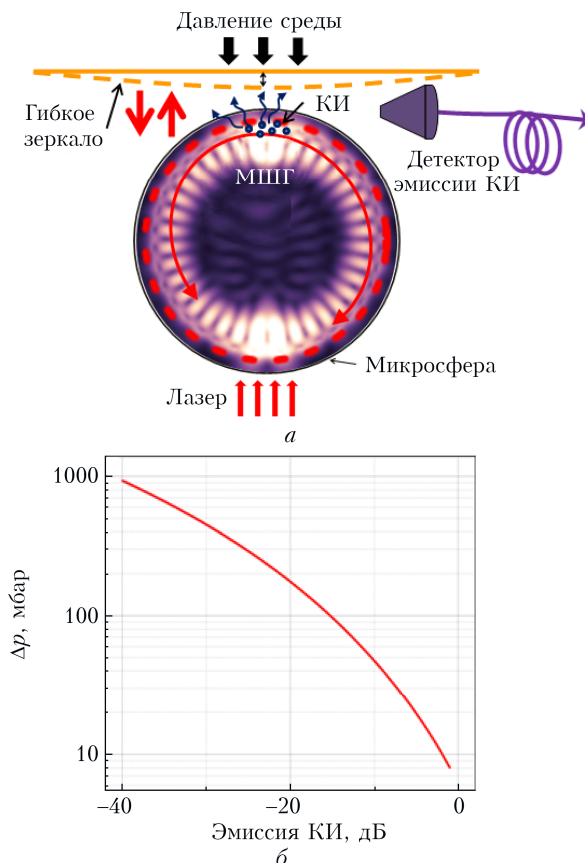 Давление среды
Гибкое
зеркало
КИ
МШГ
Детектор
эмиссии КИ
Микросфера
Лазер
а
1000
100
10
Δp, мбар
−40
−20
0
Эмиссия КИ, дБ
б